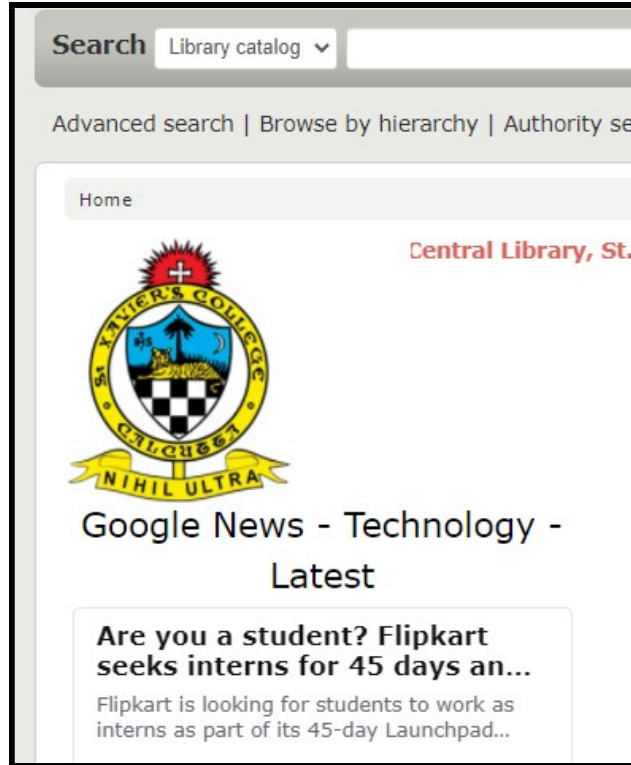 Search Library catalog
Advanced search | Browse by hierarchy | Authority se
Home
Central Library, St.
ST XAVIER'S COLLEGE
IHS
CALCUTTA
NIHIL ULTRA
Google News - Technology -
Latest
Are you a student? Flipkart
seeks interns for 45 days an...
Flipkart is looking for students to work as
interns as part of its 45-day Launchpad...